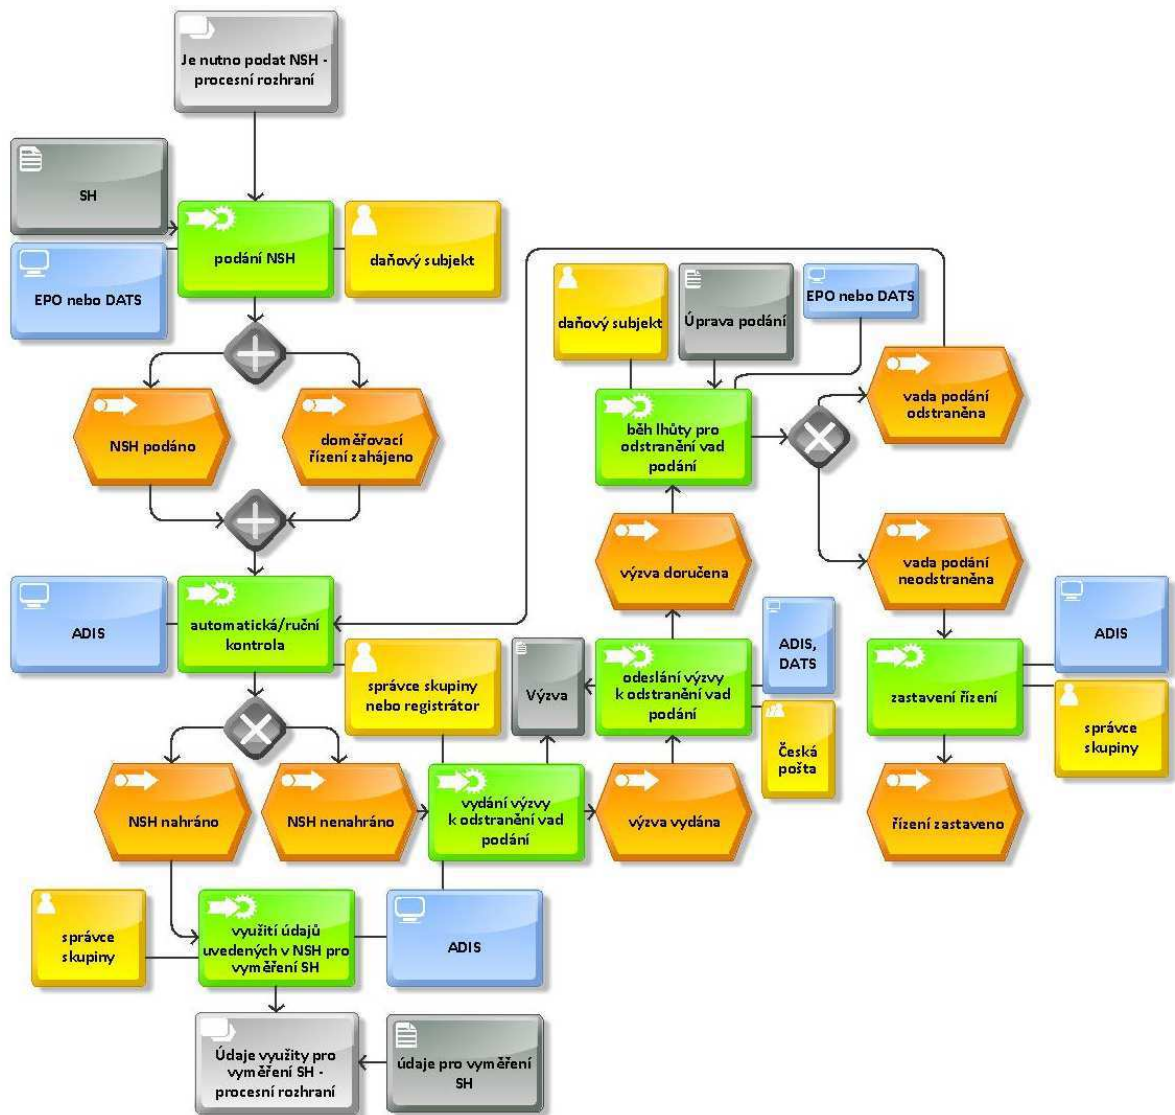 Je nutno podat NSH -
procesní rozhraní
SH
EPO nebo DATS
podání NSH
daňový subjekt
NSH podáno
doměřovací
řízení zahájeno
ADIS
automatická/ruční
kontrola
správce skupiny
nebo registrátor
NSH nahráno
NSH nenahráno
vydání výzvy
k odstranění vad
podání
výzva vydána
Výzva
odeslání výzvy
k odstranění vad
podání
ADIS,
DATS
Česká
pošta
výzva doručena
běh lhůty pro
odstranění vad
podání
daňový subjekt
Úprava podání
EPO nebo DATS
vada podání
odstraněna
vada podání
neodstraněna
zastavení řízení
ADIS
správce
skupiny
řízení zastaveno
správce
skupiny
využití údajů
uvedených v NSH pro
vyměření SH
ADIS
Údaje využity pro
vyměření SH -
procesní rozhraní
údaje pro vyměření
SH